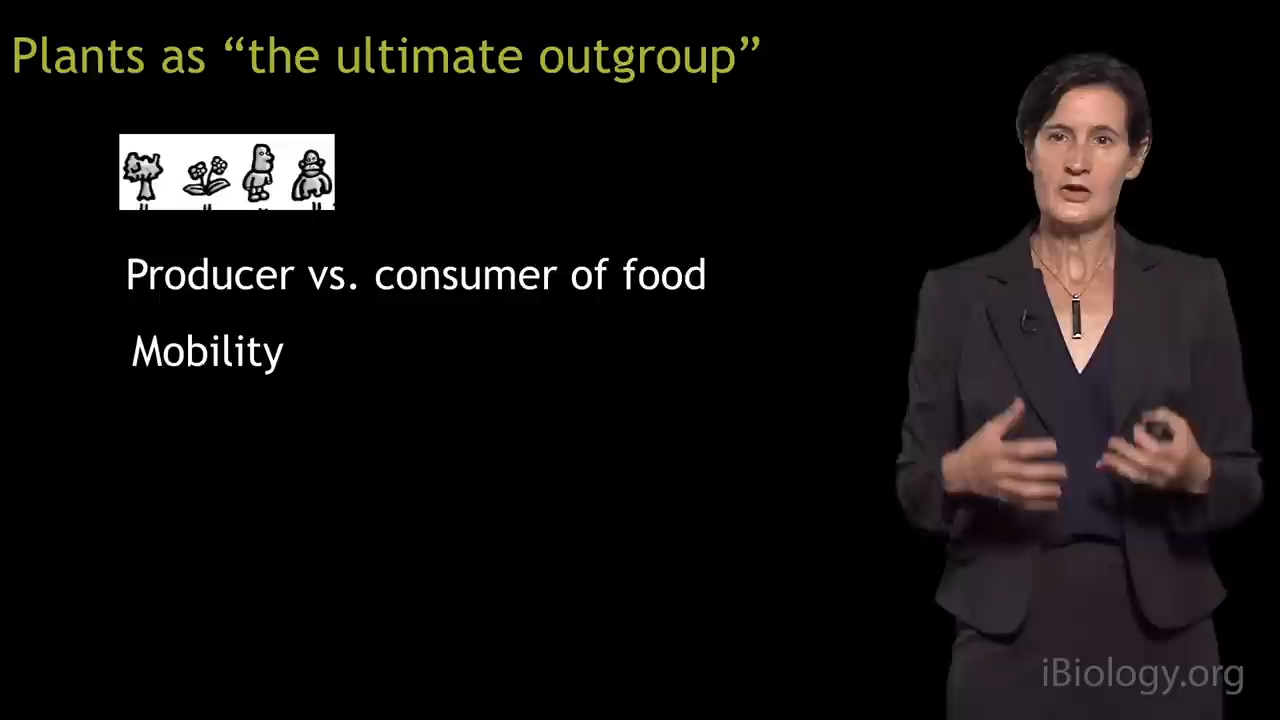 Plants as “the ultimate outgroup”
Producer vs. consumer of food
Mobility
iBiology.org